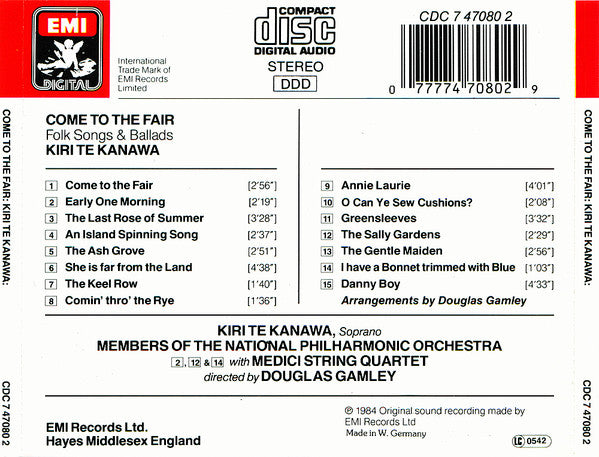 EMI
DIGITAL
International
Trade Mark of
EMI Records
Limited
COMPACT
disc
DIGITAL AUDIO
STEREO
DDD
CDC 7 47080 2
0 77774 70802 9
COME TO THE FAIR
Folk Songs & Ballads
KIRI TE KANAWA
1 Come to the Fair [2'56"]
2 Early One Morning [2'19"]
3 The Last Rose of Summer [3'28"]
4 An Island Spinning Song [2'37"]
5 The Ash Grove [2'51"]
6 She is far from the Land [4'38"]
7 The Keel Row [1'40"]
8 Comin' thro' the Rye [1'36"]
9 Annie Laurie [4'01"]
10 O Can Ye Sew Cushions? [2'08"]
11 Greensleeves [3'32"]
12 The Sally Gardens [2'29"]
13 The Gentle Maiden [2'56"]
14 I have a Bonnet trimmed with Blue [1'03"]
15 Danny Boy [4'33"]
Arrangements by Douglas Gamley
KIRI TE KANAWA, Soprano
MEMBERS OF THE NATIONAL PHILHARMONIC ORCHESTRA
2, 12 & 14 with MEDICI STRING QUARTET
directed by DOUGLAS GAMLEY
EMI Records Ltd.
Hayes Middlesex England
℗ 1984 Original sound recording made by
EMI Records Ltd
Made in W. Germany
LC 0542
COME TO THE FAIR: KIRI TE KANAWA: CDC 7 47080 2
COME TO THE FAIR: KIRI TE KANAWA: CDC 7 47080 2